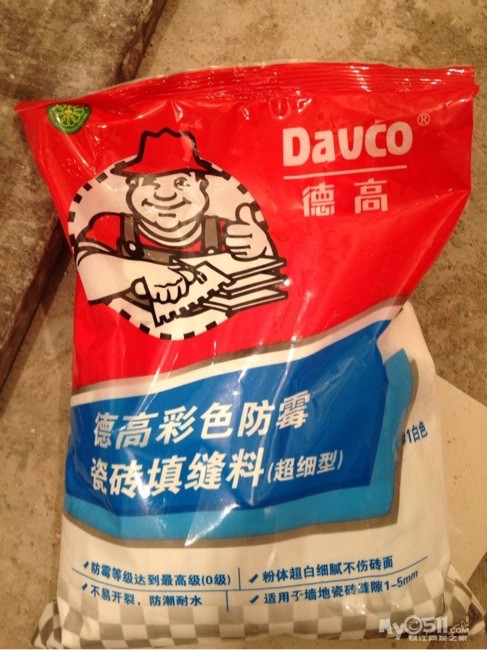 Davco®
德高
德高彩色防霉
瓷砖填缝料(超细型)
#1白色
✓防霉等级达到最高级(0级)
✓不易开裂,防潮耐水
✓粉体超白细腻不伤砖面
✓适用于墙地瓷砖缝隙1-5mm
My0511.com